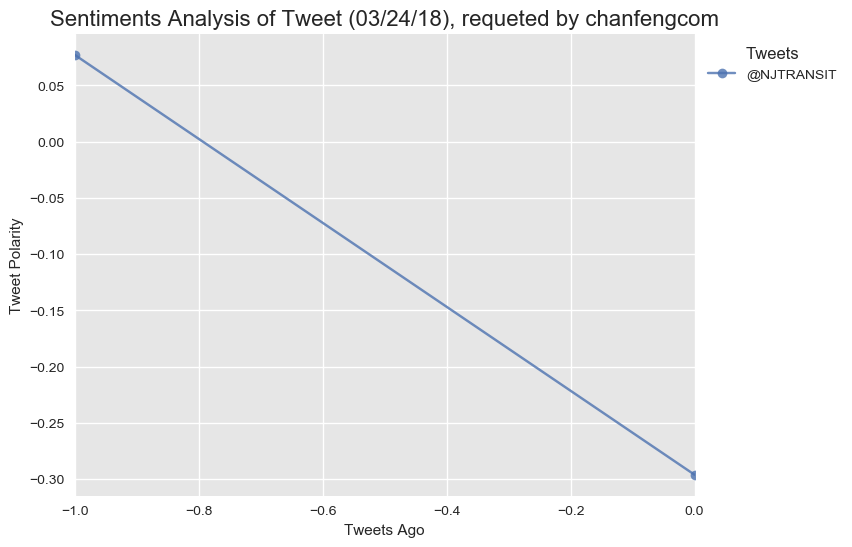 Sentiments Analysis of Tweet (03/24/18), requeted by chanfengcom
Tweets
@NJTRANSIT
0.05
0.00
−0.05
−0.10
−0.15
−0.20
−0.25
−0.30
Tweet Polarity
−1.0 −0.8 −0.6 −0.4 −0.2 0.0
Tweets Ago